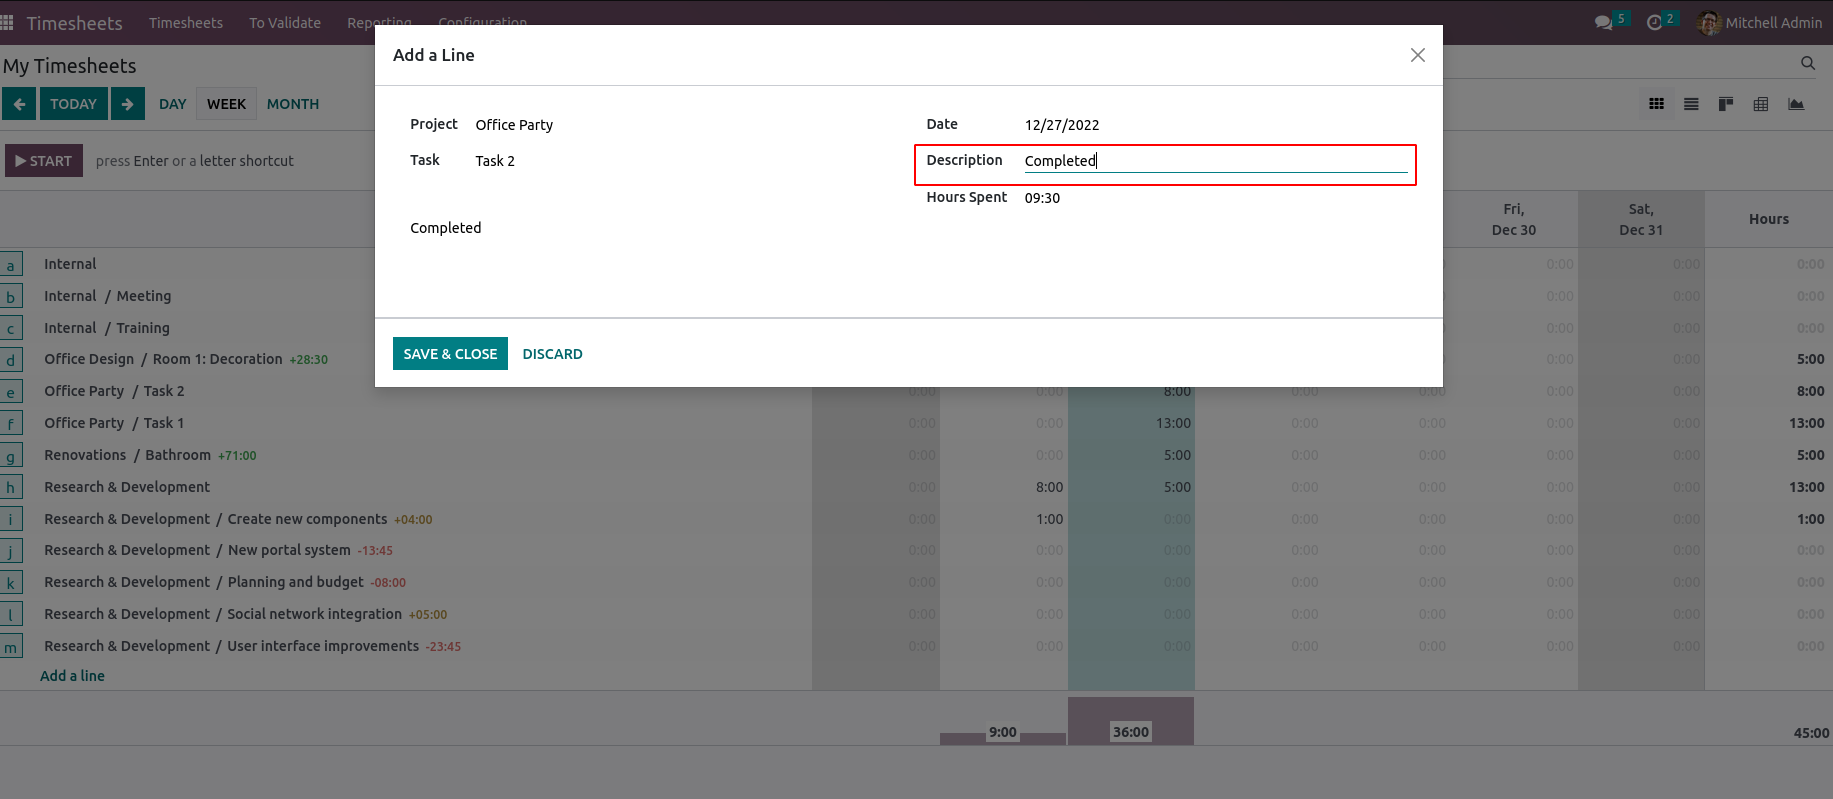 Timesheets Timesheets To Validate Reporting Configuration 5 2 Mitchell Admin
Add a Line
My Timesheets
TODAY DAY WEEK MONTH
Project Office Party Date 12/27/2022
Task Task 2 Description Completed
START press Enter or a letter shortcut
Hours Spent 09:30
Completed
Fri, Dec 30 Sat, Dec 31 Hours
a Internal 0:00 0:00 0:00
b Internal / Meeting 0:00 0:00 0:00
c Internal / Training 0:00 0:00 0:00
SAVE & CLOSE DISCARD
d Office Design / Room 1: Decoration +28:30 0:00 0:00 5:00
e Office Party / Task 2 0:00 0:00 8:00 0:00 0:00 0:00 0:00 8:00
f Office Party / Task 1 0:00 0:00 13:00 0:00 0:00 0:00 0:00 13:00
g Renovations / Bathroom +71:00 0:00 0:00 5:00 0:00 0:00 0:00 0:00 5:00
h Research & Development 0:00 8:00 5:00 0:00 0:00 0:00 0:00 13:00
i Research & Development / Create new components +04:00 0:00 1:00 0:00 0:00 0:00 0:00 0:00 1:00
j Research & Development / New portal system -13:45 0:00 0:00 0:00 0:00 0:00 0:00 0:00 0:00
k Research & Development / Planning and budget -08:00 0:00 0:00 0:00 0:00 0:00 0:00 0:00 0:00
l Research & Development / Social network integration +05:00 0:00 0:00 0:00 0:00 0:00 0:00 0:00 0:00
m Research & Development / User interface improvements -23:45 0:00 0:00 0:00 0:00 0:00 0:00 0:00 0:00
Add a line
9:00 36:00 45:00